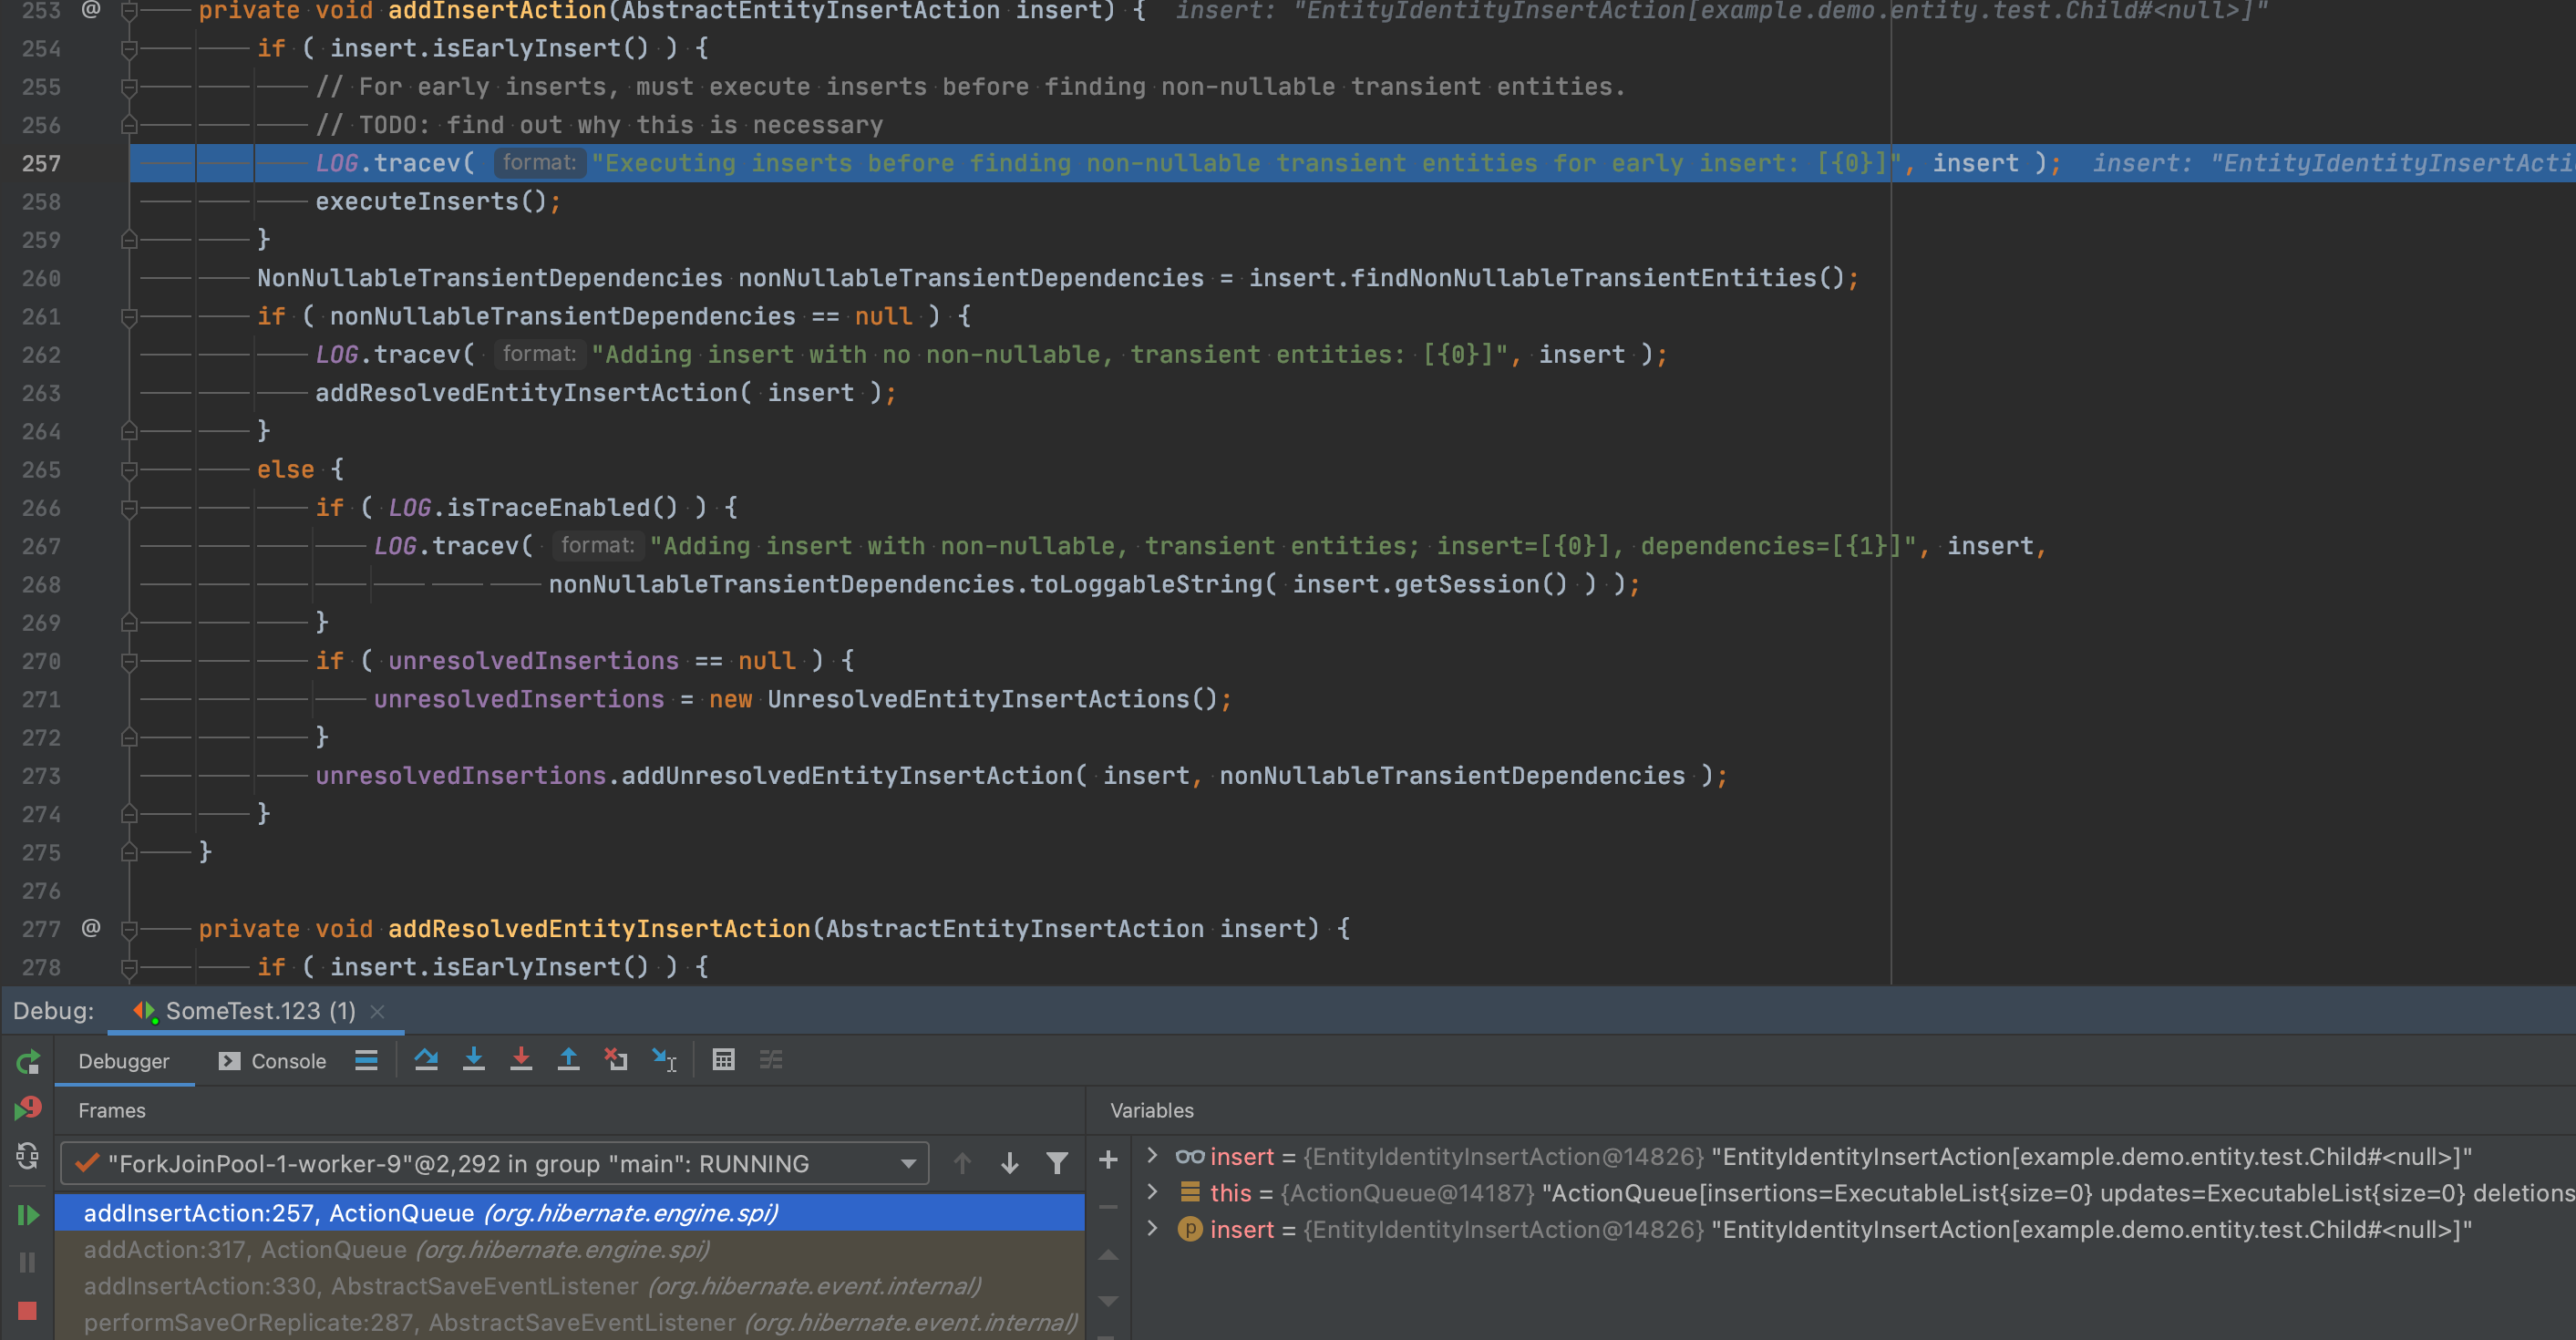 253 @ private void addInsertAction(AbstractEntityInsertAction insert) { insert: "EntityIdentityInsertAction[example.demo.entity.test.Child#<null>]"
254 if ( insert.isEarlyInsert() ) {
255 // For early inserts, must execute inserts before finding non-nullable transient entities.
256 // TODO: find out why this is necessary
257 LOG.tracev( format: "Executing inserts before finding non-nullable transient entities for early insert: [{0}]", insert ); insert: "EntityIdentityInsertActi
258 executeInserts();
259 }
260 NonNullableTransientDependencies nonNullableTransientDependencies = insert.findNonNullableTransientEntities();
261 if ( nonNullableTransientDependencies == null ) {
262 LOG.tracev( format: "Adding insert with no non-nullable, transient entities: [{0}]", insert );
263 addResolvedEntityInsertAction( insert );
264 }
265 else {
266 if ( LOG.isTraceEnabled() ) {
267 LOG.tracev( format: "Adding insert with non-nullable, transient entities; insert=[{0}], dependencies=[{1}]", insert,
268 nonNullableTransientDependencies.toLoggableString( insert.getSession() ) );
269 }
270 if ( unresolvedInsertions == null ) {
271 unresolvedInsertions = new UnresolvedEntityInsertActions();
272 }
273 unresolvedInsertions.addUnresolvedEntityInsertAction( insert, nonNullableTransientDependencies );
274 }
275 }
276
277 @ private void addResolvedEntityInsertAction(AbstractEntityInsertAction insert) {
278 if ( insert.isEarlyInsert() ) {
Debug: SomeTest.123 (1)
Debugger Console
Frames
"ForkJoinPool-1-worker-9"@2,292 in group "main": RUNNING
addInsertAction:257, ActionQueue (org.hibernate.engine.spi)
addAction:317, ActionQueue (org.hibernate.engine.spi)
addInsertAction:330, AbstractSaveEventListener (org.hibernate.event.internal)
performSaveOrReplicate:287, AbstractSaveEventListener (org.hibernate.event.internal)
Variables
insert = {EntityIdentityInsertAction@14826} "EntityIdentityInsertAction[example.demo.entity.test.Child#<null>]"
this = {ActionQueue@14187} "ActionQueue[insertions=ExecutableList{size=0} updates=ExecutableList{size=0} deletions
p insert = {EntityIdentityInsertAction@14826} "EntityIdentityInsertAction[example.demo.entity.test.Child#<null>]"